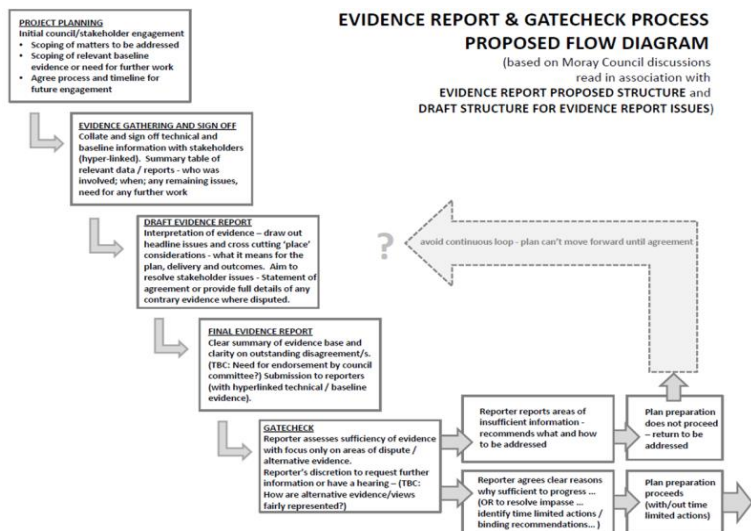 EVIDENCE REPORT & GATECHECK PROCESS
PROPOSED FLOW DIAGRAM
(based on Moray Council discussions
read in association with
EVIDENCE REPORT PROPOSED STRUCTURE and
DRAFT STRUCTURE FOR EVIDENCE REPORT ISSUES)
PROJECT PLANNING
Initial council/stakeholder engagement
• Scoping of matters to be addressed
• Scoping of relevant baseline
evidence or need for further work
• Agree process and timeline for
future engagement
EVIDENCE GATHERING AND SIGN OFF
Collate and sign off technical and
baseline information with stakeholders
(hyper-linked). Summary table of
relevant data / reports - who was
involved; when; any remaining issues,
need for any further work
DRAFT EVIDENCE REPORT
Interpretation of evidence – draw out
headline issues and cross cutting 'place'
considerations - what it means for the
plan, delivery and outcomes. Aim to
resolve stakeholder issues - Statement of
agreement or provide full details of any
contrary evidence where disputed.
?
avoid continuous loop - plan can't move forward until agreement
FINAL EVIDENCE REPORT
Clear summary of evidence base and
clarity on outstanding disagreement/s.
(TBC: Need for endorsement by council
committee?) Submission to reporters
(with hyperlinked technical / baseline
evidence).
GATECHECK
Reporter assesses sufficiency of evidence
with focus only on areas of dispute /
alternative evidence.
Reporter's discretion to request further
information or have a hearing – (TBC:
How are alternative evidence/views
fairly represented?)
Reporter reports areas of
insufficient information -
recommends what and how
to be addressed
Plan preparation
does not proceed
– return to be
addressed
Reporter agrees clear reasons
why sufficient to progress ...
(OR to resolve impasse ...
identify time limited actions /
binding recommendations... )
Plan preparation
proceeds
(with/out time
limited actions)